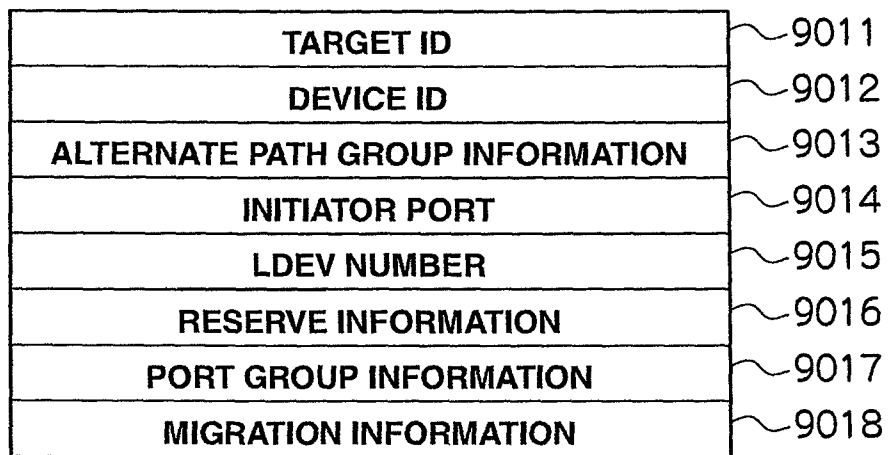 TARGET ID 9011
DEVICE ID 9012
ALTERNATE PATH GROUP INFORMATION 9013
INITIATOR PORT 9014
LDEV NUMBER 9015
RESERVE INFORMATION 9016
PORT GROUP INFORMATION 9017
MIGRATION INFORMATION 9018